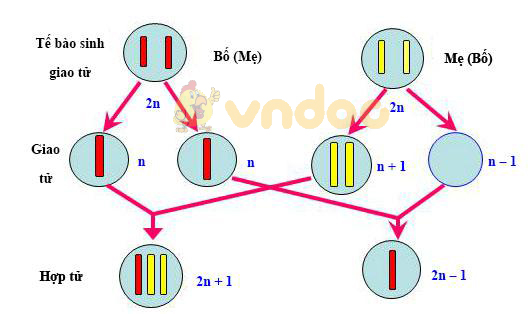 Tế bào sinh
giao tử
Bố (Mẹ)
Mẹ (Bố)
2n
2n
vndoc
Giao
tử
n
n
n + 1
n – 1
Hợp tử
2n + 1
2n – 1